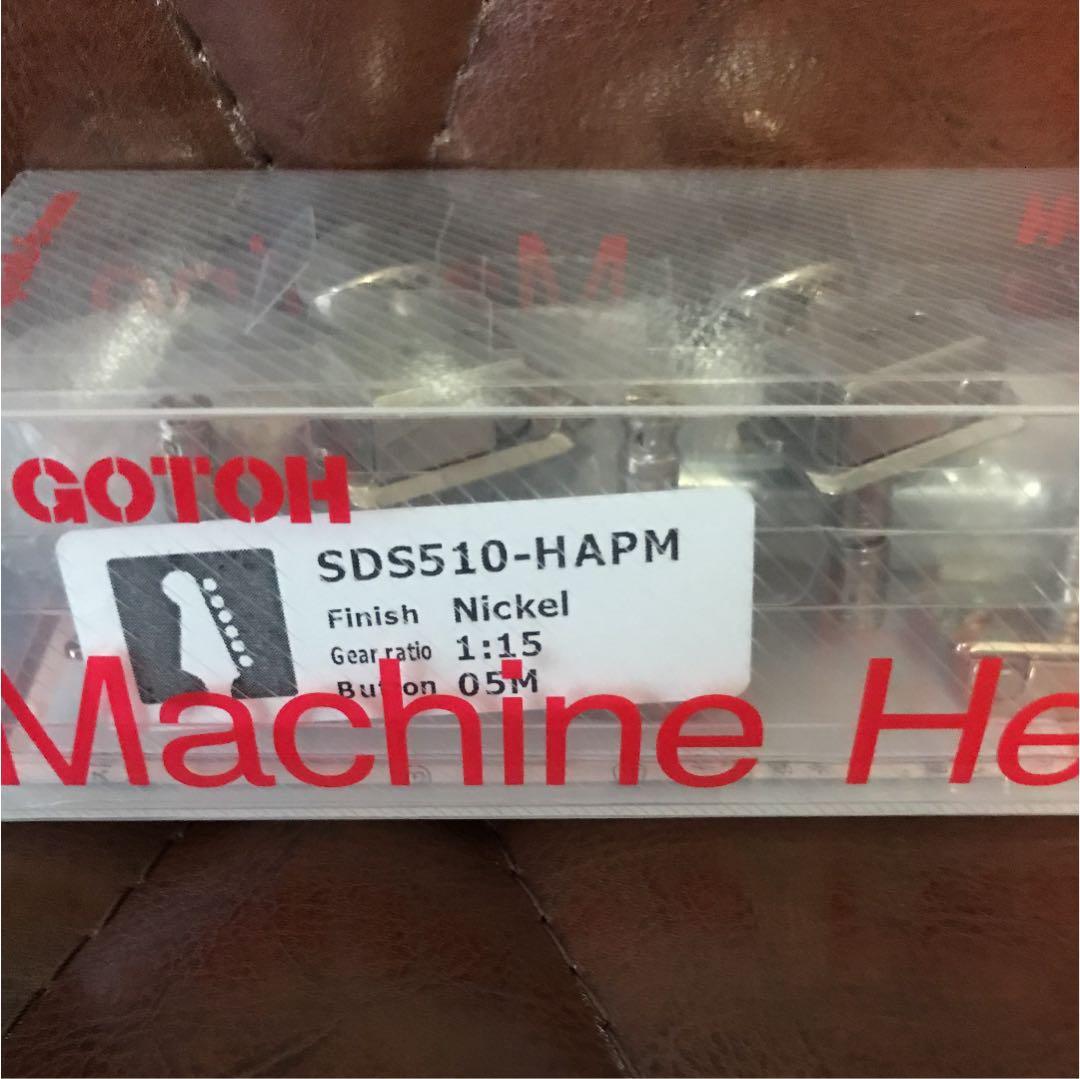 GOTOH
SDS510-HAPM
Finish Nickel
Gear ratio 1:15
Button 05M
Machine He